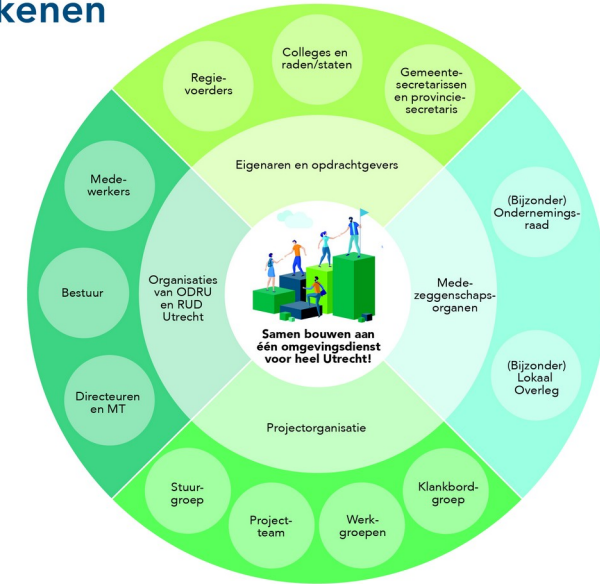 kenen
Colleges en
raden/staten
Regie-
voerders
Gemeente-
secretarissen
en provincie-
secretaris
Eigenaren en opdrachtgevers
Mede-
werkers
Bestuur
Directeuren
en MT
Organisaties
van ODRU
en RUD
Utrecht
Samen bouwen aan
één omgevingsdienst
voor heel Utrecht!
Mede-
zeggenschaps-
organen
(Bijzonder)
Ondernemings-
raad
(Bijzonder)
Lokaal
Overleg
Projectorganisatie
Stuur-
groep
Project-
team
Werk-
groepen
Klankbord-
groep